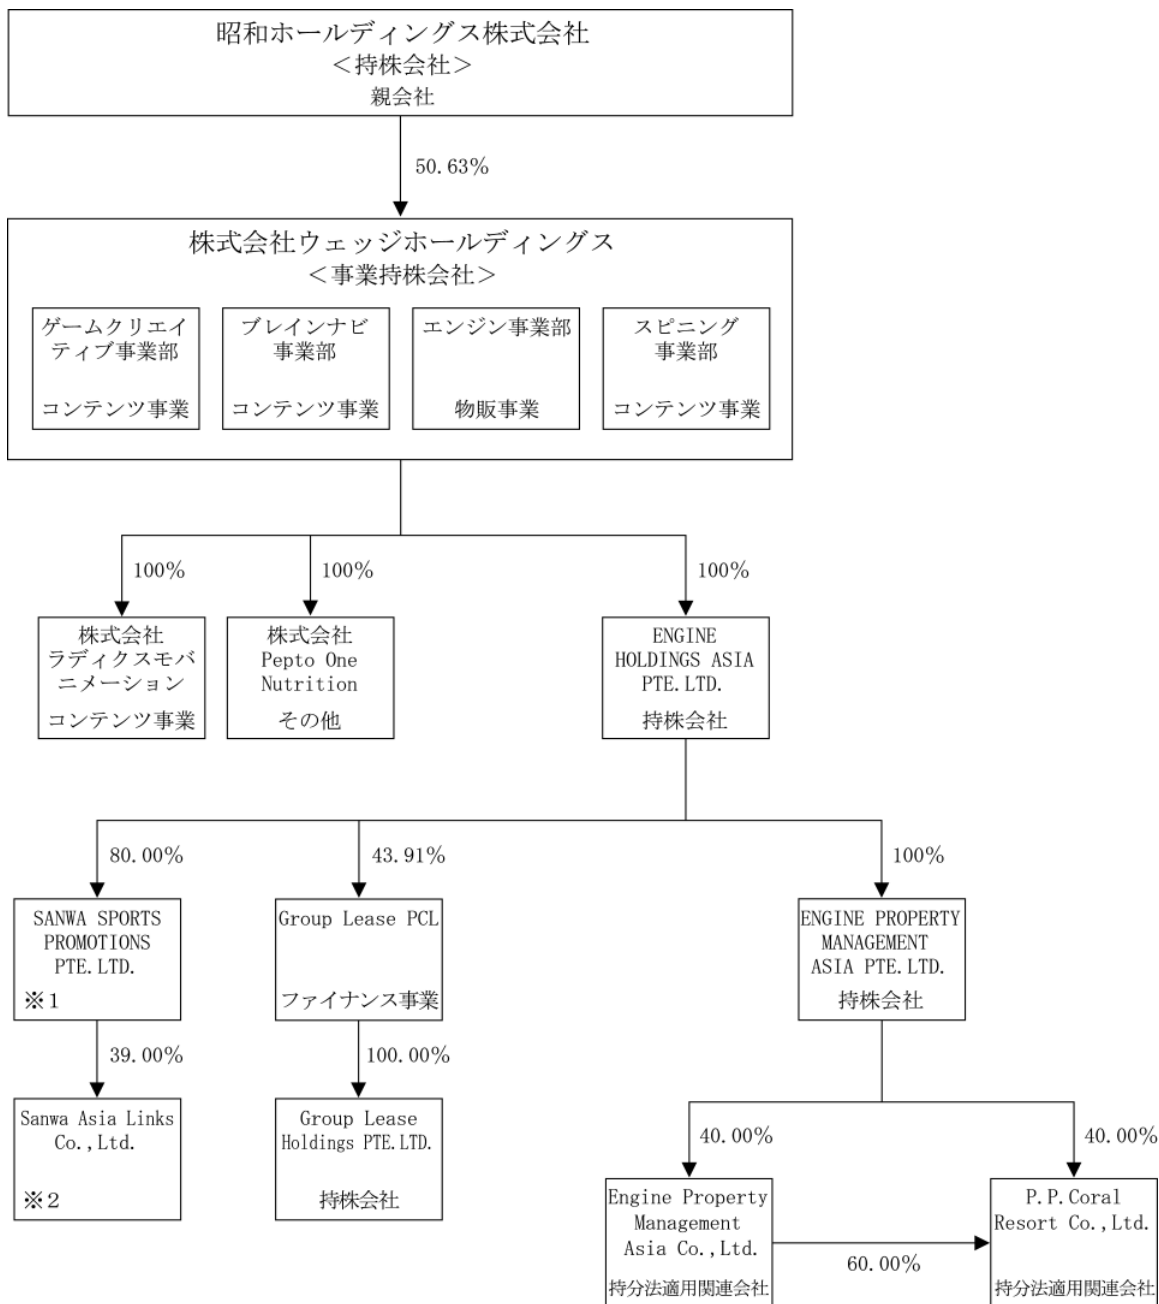 昭和ホールディングス株式会社
＜持株会社＞
親会社
50.63%
株式会社ウェッジホールディングス
＜事業持株会社＞
ゲームクリエイ
ティブ事業部
コンテンツ事業
ブレインナビ
事業部
コンテンツ事業
エンジン事業部
物販事業
スピニング
事業部
コンテンツ事業
100%
100%
100%
株式会社
ラディクスモバ
ニメーション
コンテンツ事業
株式会社
Pepto One
Nutrition
その他
ENGINE
HOLDINGS ASIA
PTE.LTD.
持株会社
80.00%
43.91%
100%
SANWA SPORTS
PROMOTIONS
PTE.LTD.
※1
Group Lease PCL
ファイナンス事業
ENGINE PROPERTY
MANAGEMENT
ASIA PTE.LTD.
持株会社
39.00%
100.00%
Sanwa Asia Links
Co.,Ltd.
※2
Group Lease
Holdings PTE.LTD.
持株会社
40.00%
40.00%
Engine Property
Management
Asia Co.,Ltd.
持分法適用関連会社
60.00%
P.P.Coral
Resort Co.,Ltd.
持分法適用関連会社